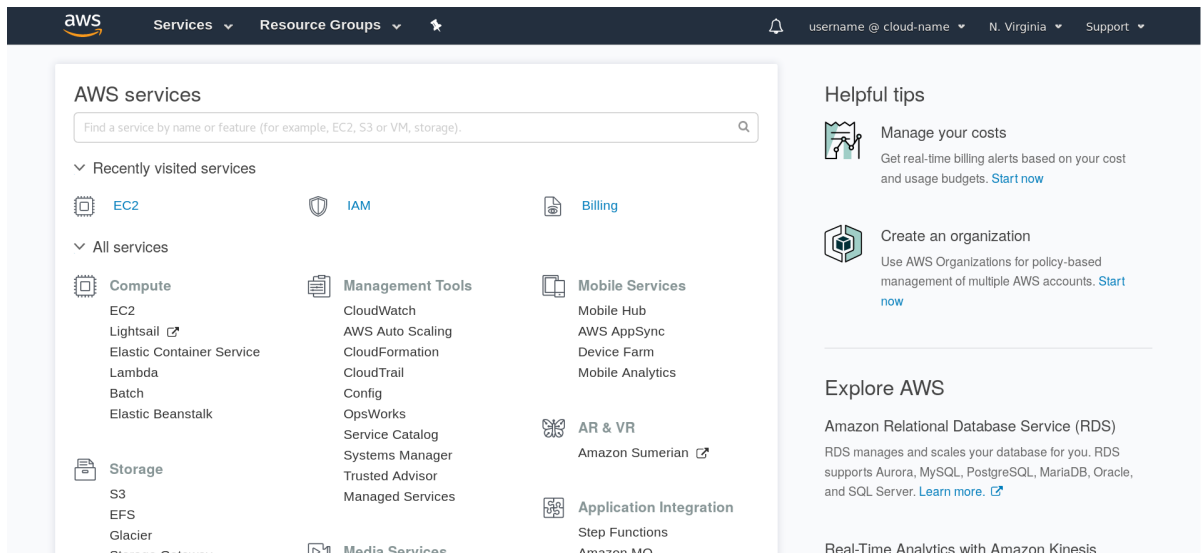 aws Services Resource Groups username @ cloud-name N. Virginia Support
AWS services
Find a service by name or feature (for example, EC2, S3 or VM, storage).
Recently visited services
EC2 IAM Billing
All services
Compute
EC2
Lightsail
Elastic Container Service
Lambda
Batch
Elastic Beanstalk
Storage
S3
EFS
Glacier
Storage Gateway
Management Tools
CloudWatch
AWS Auto Scaling
CloudFormation
CloudTrail
Config
OpsWorks
Service Catalog
Systems Manager
Trusted Advisor
Managed Services
Media Services
Mobile Services
Mobile Hub
AWS AppSync
Device Farm
Mobile Analytics
AR & VR
Amazon Sumerian
Application Integration
Step Functions
Amazon MQ
Helpful tips
Manage your costs
Get real-time billing alerts based on your cost
and usage budgets. Start now
Create an organization
Use AWS Organizations for policy-based
management of multiple AWS accounts. Start
now
Explore AWS
Amazon Relational Database Service (RDS)
RDS manages and scales your database for you. RDS
supports Aurora, MySQL, PostgreSQL, MariaDB, Oracle,
and SQL Server. Learn more.
Real-Time Analytics with Amazon Kinesis